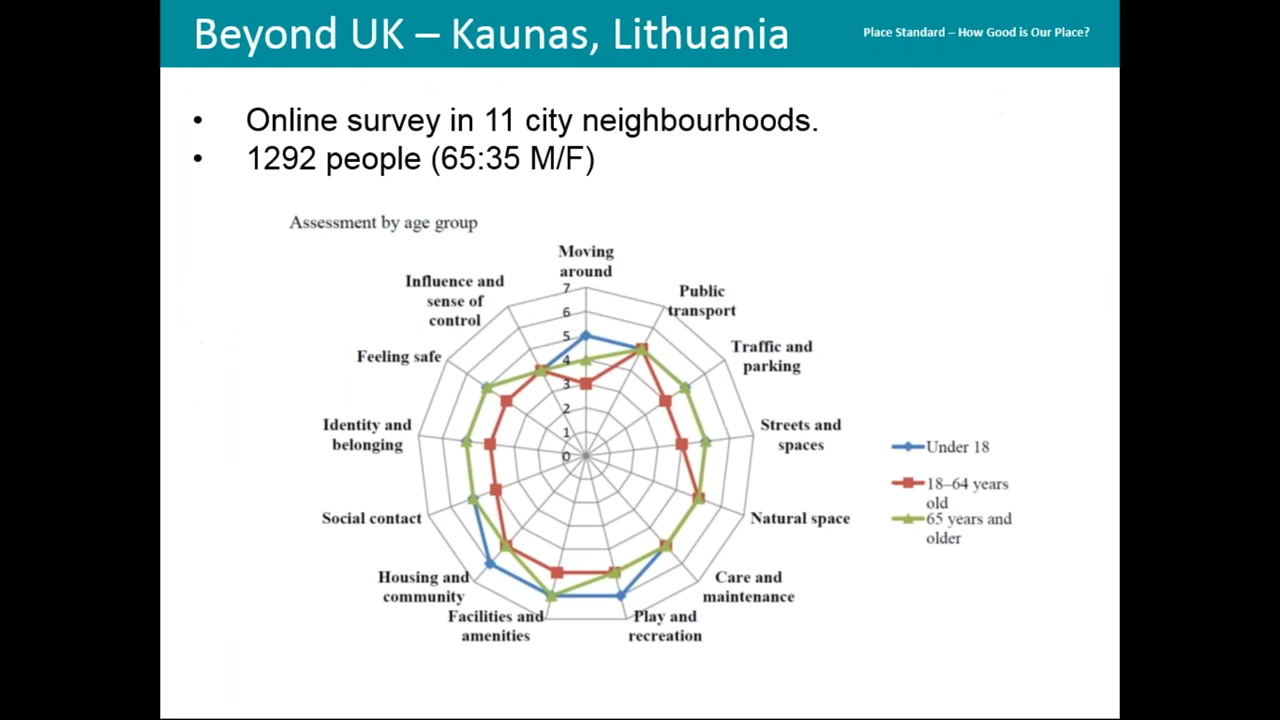 Beyond UK – Kaunas, Lithuania
Place Standard – How Good is Our Place?
• Online survey in 11 city neighbourhoods.
• 1292 people (65:35 M/F)
Assessment by age group
Moving
around
Public
transport
Traffic and
parking
Streets and
spaces
Natural space
Care and
maintenance
Play and
recreation
Facilities and
amenities
Housing and
community
Social contact
Identity and
belonging
Feeling safe
Influence and
sense of
control
7
6
5
4
3
2
1
0
Under 18
18–64 years
old
65 years and
older